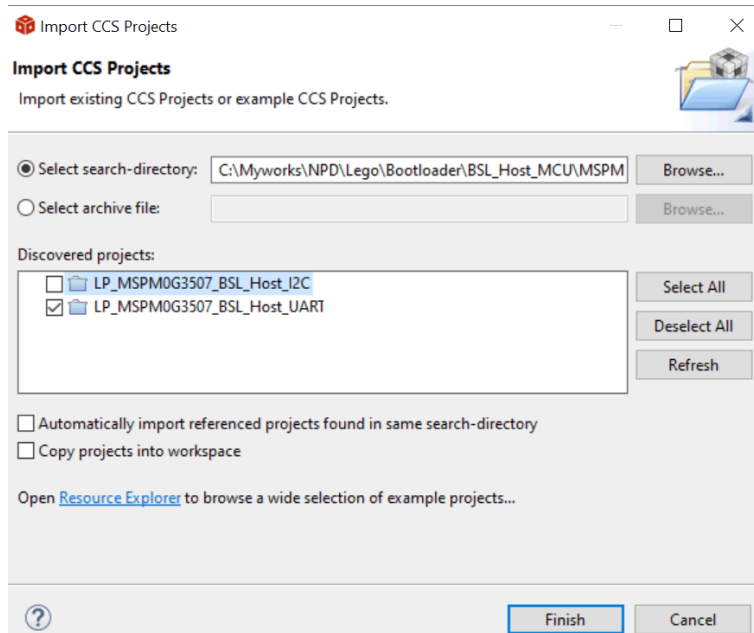 Import CCS Projects
Import CCS Projects
Import existing CCS Projects or example CCS Projects.
Select search-directory: C:\Myworks\NPD\Lego\Bootloader\BSL_Host_MCU\MSPM Browse...
Select archive file: Browse...
Discovered projects:
LP_MSPM0G3507_BSL_Host_I2C
LP_MSPM0G3507_BSL_Host_UART
Select All
Deselect All
Refresh
Automatically import referenced projects found in same search-directory
Copy projects into workspace
Open Resource Explorer to browse a wide selection of example projects...
? Finish Cancel